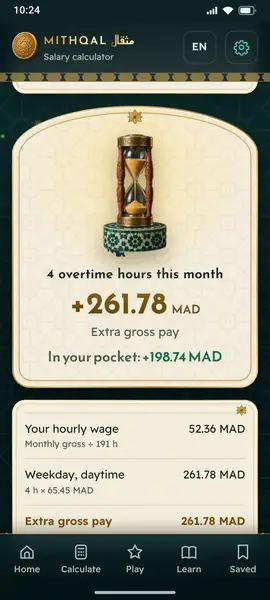 10:24
MITHQAL مثقال
Salary calculator
EN
4 overtime hours this month
+261.78 MAD
Extra gross pay
In your pocket: +198.74 MAD
Your hourly wage 52.36 MAD
Monthly gross ÷ 191 h
Weekday, daytime 261.78 MAD
4 h × 65.45 MAD
Extra gross pay 261.78 MAD
Home Calculate Play Learn Saved